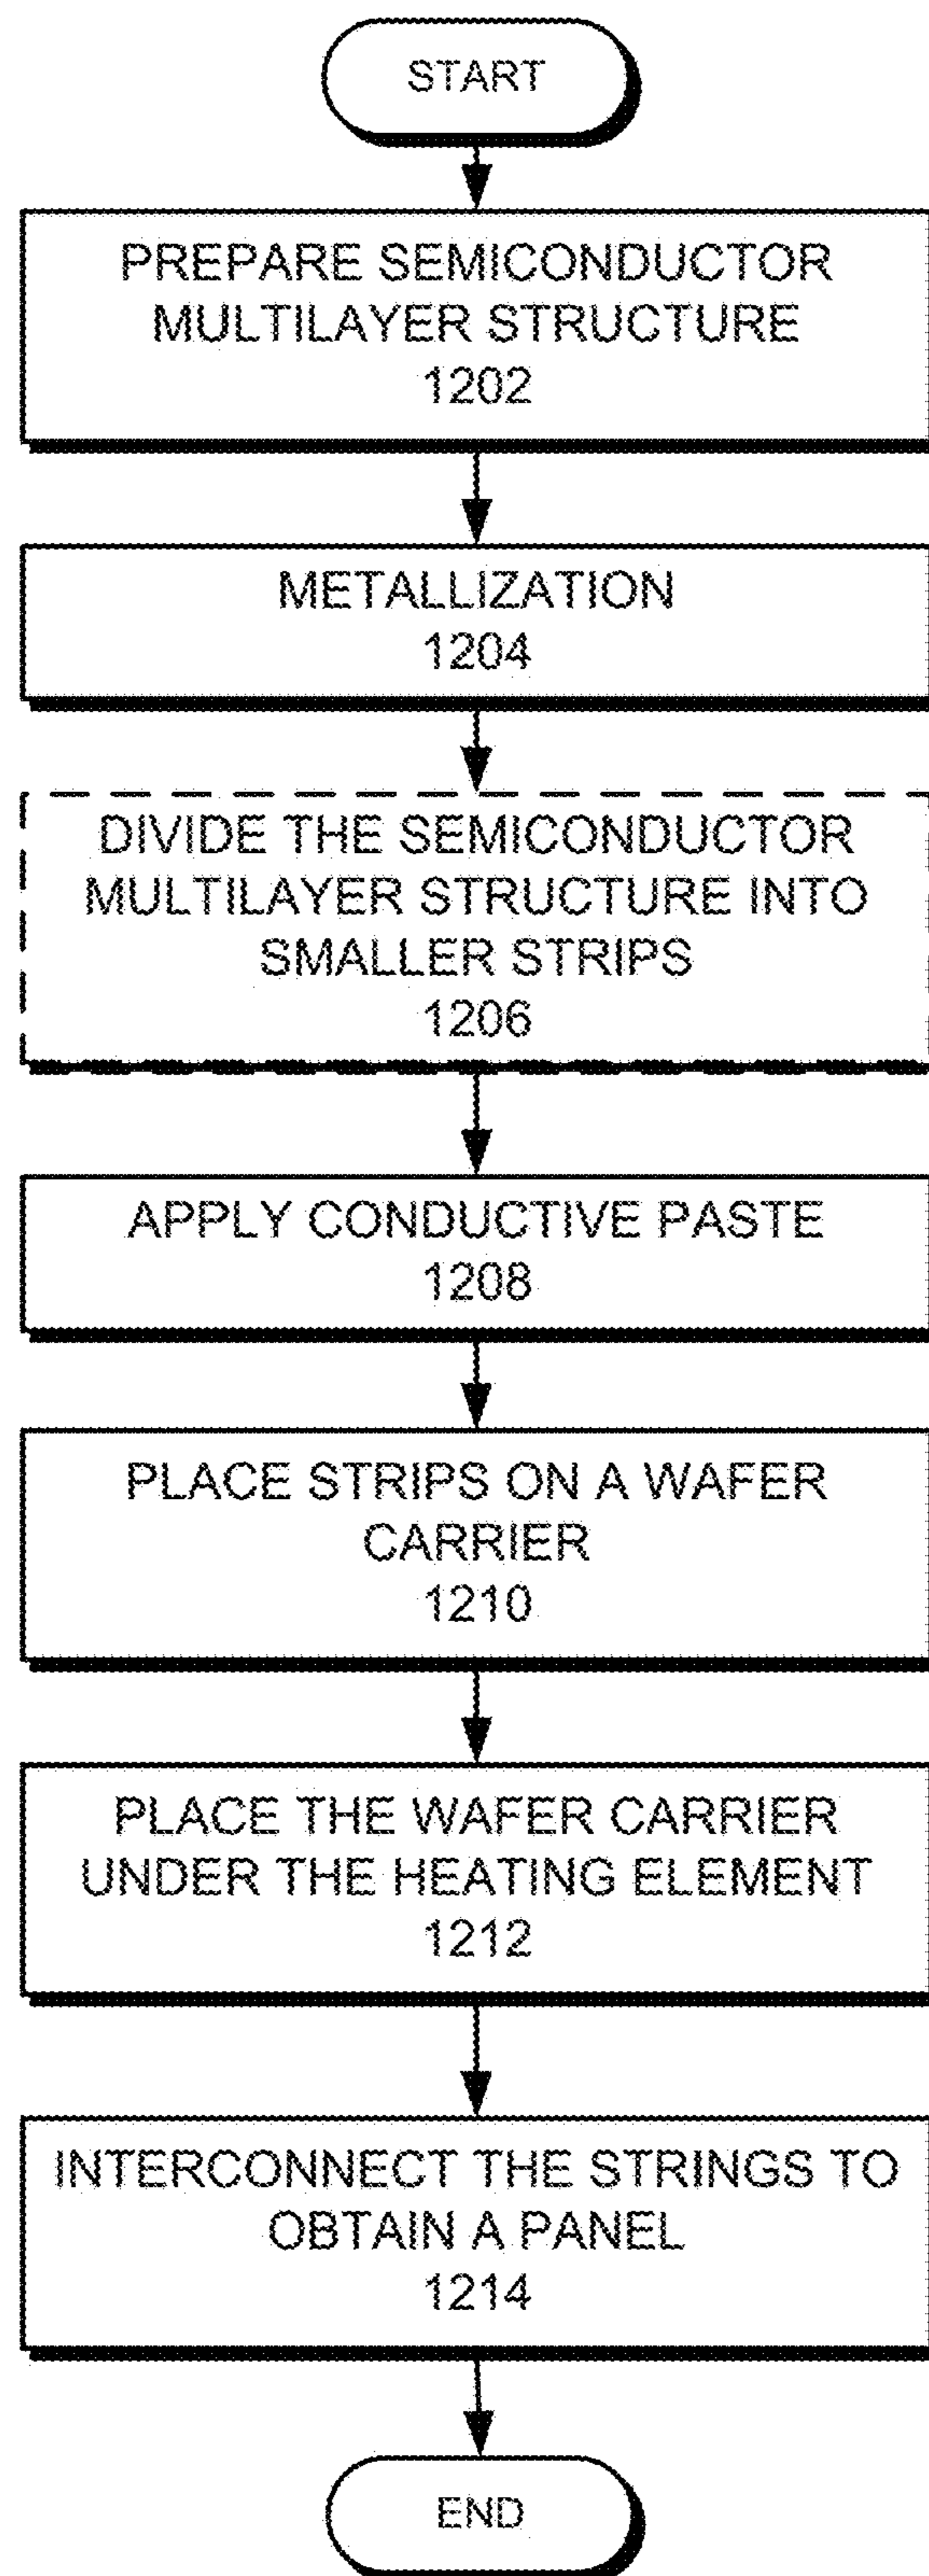 START
PREPARE SEMICONDUCTOR
MULTILAYER STRUCTURE
1202
METALLIZATION
1204
DIVIDE THE SEMICONDUCTOR
MULTILAYER STRUCTURE INTO
SMALLER STRIPS
1206
APPLY CONDUCTIVE PASTE
1208
PLACE STRIPS ON A WAFER
CARRIER
1210
PLACE THE WAFER CARRIER
UNDER THE HEATING ELEMENT
1212
INTERCONNECT THE STRINGS TO
OBTAIN A PANEL
1214
END